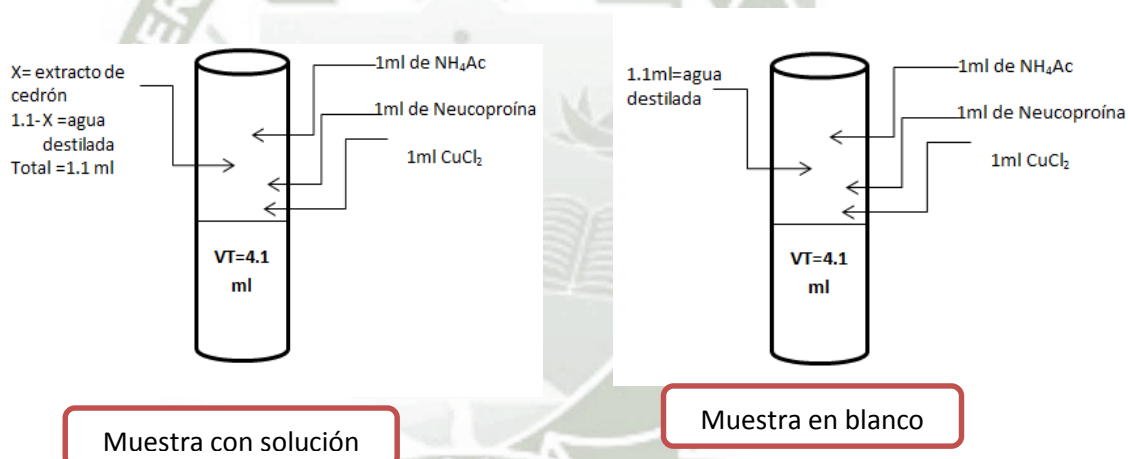 X= extracto de
cedrón
1.1-X =agua
destilada
Total =1.1 ml
1ml de NH₄Ac
1ml de Neucoproína
1ml CuCl₂
VT=4.1
ml
Muestra con solución
1.1ml=agua
destilada
1ml de NH₄Ac
1ml de Neucoproína
1ml CuCl₂
VT=4.1
ml
Muestra en blanco